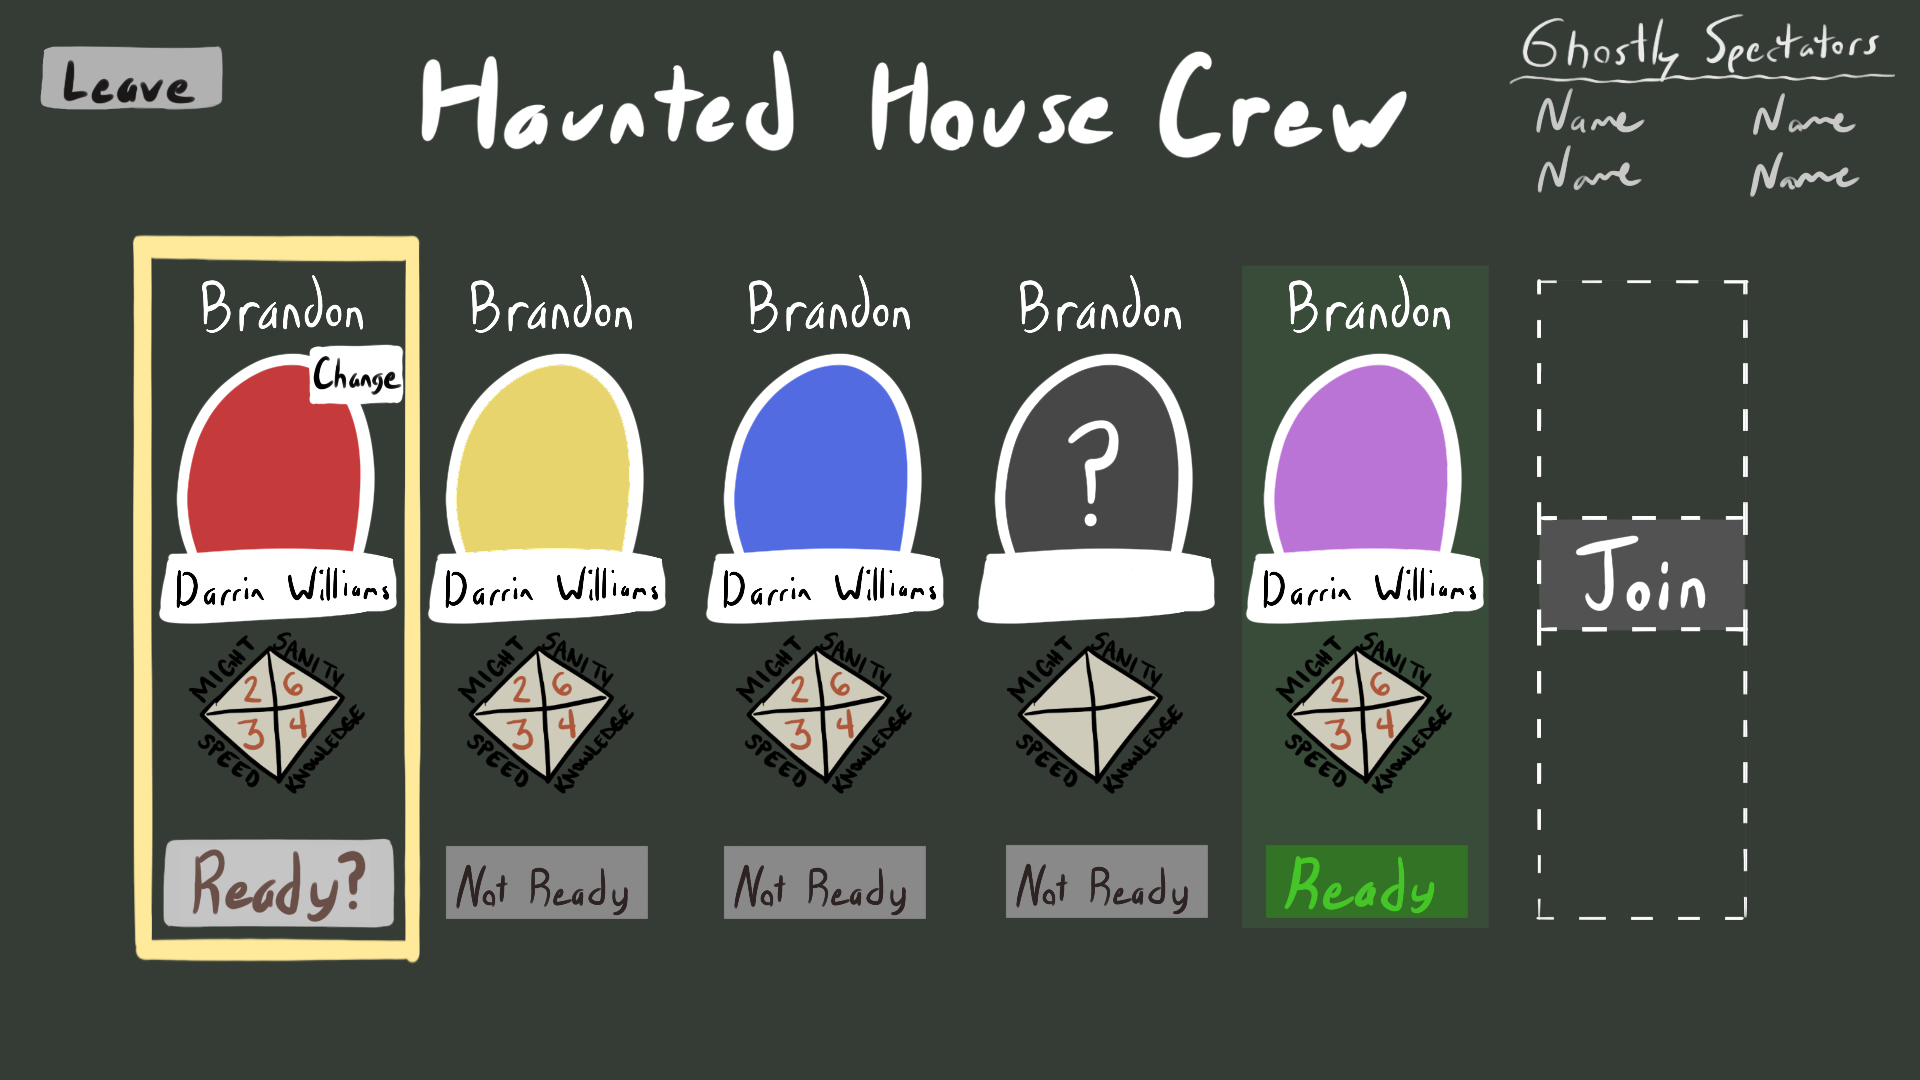 Leave
Haunted House Crew
Ghostly Spectators
Name Name
Name Name
Brandon Brandon Brandon Brandon Brandon
Change
?
Join
Darrin Williams Darrin Williams Darrin Williams Darrin Williams
MIGHT SANITY MIGHT SANITY MIGHT SANITY MIGHT SANITY MIGHT SANITY
2 6 2 6 2 6 2 6
3 4 3 4 3 4 3 4
SPEED KNOWLEDGE SPEED KNOWLEDGE SPEED KNOWLEDGE SPEED KNOWLEDGE SPEED KNOWLEDGE
Ready? Not Ready Not Ready Not Ready Ready